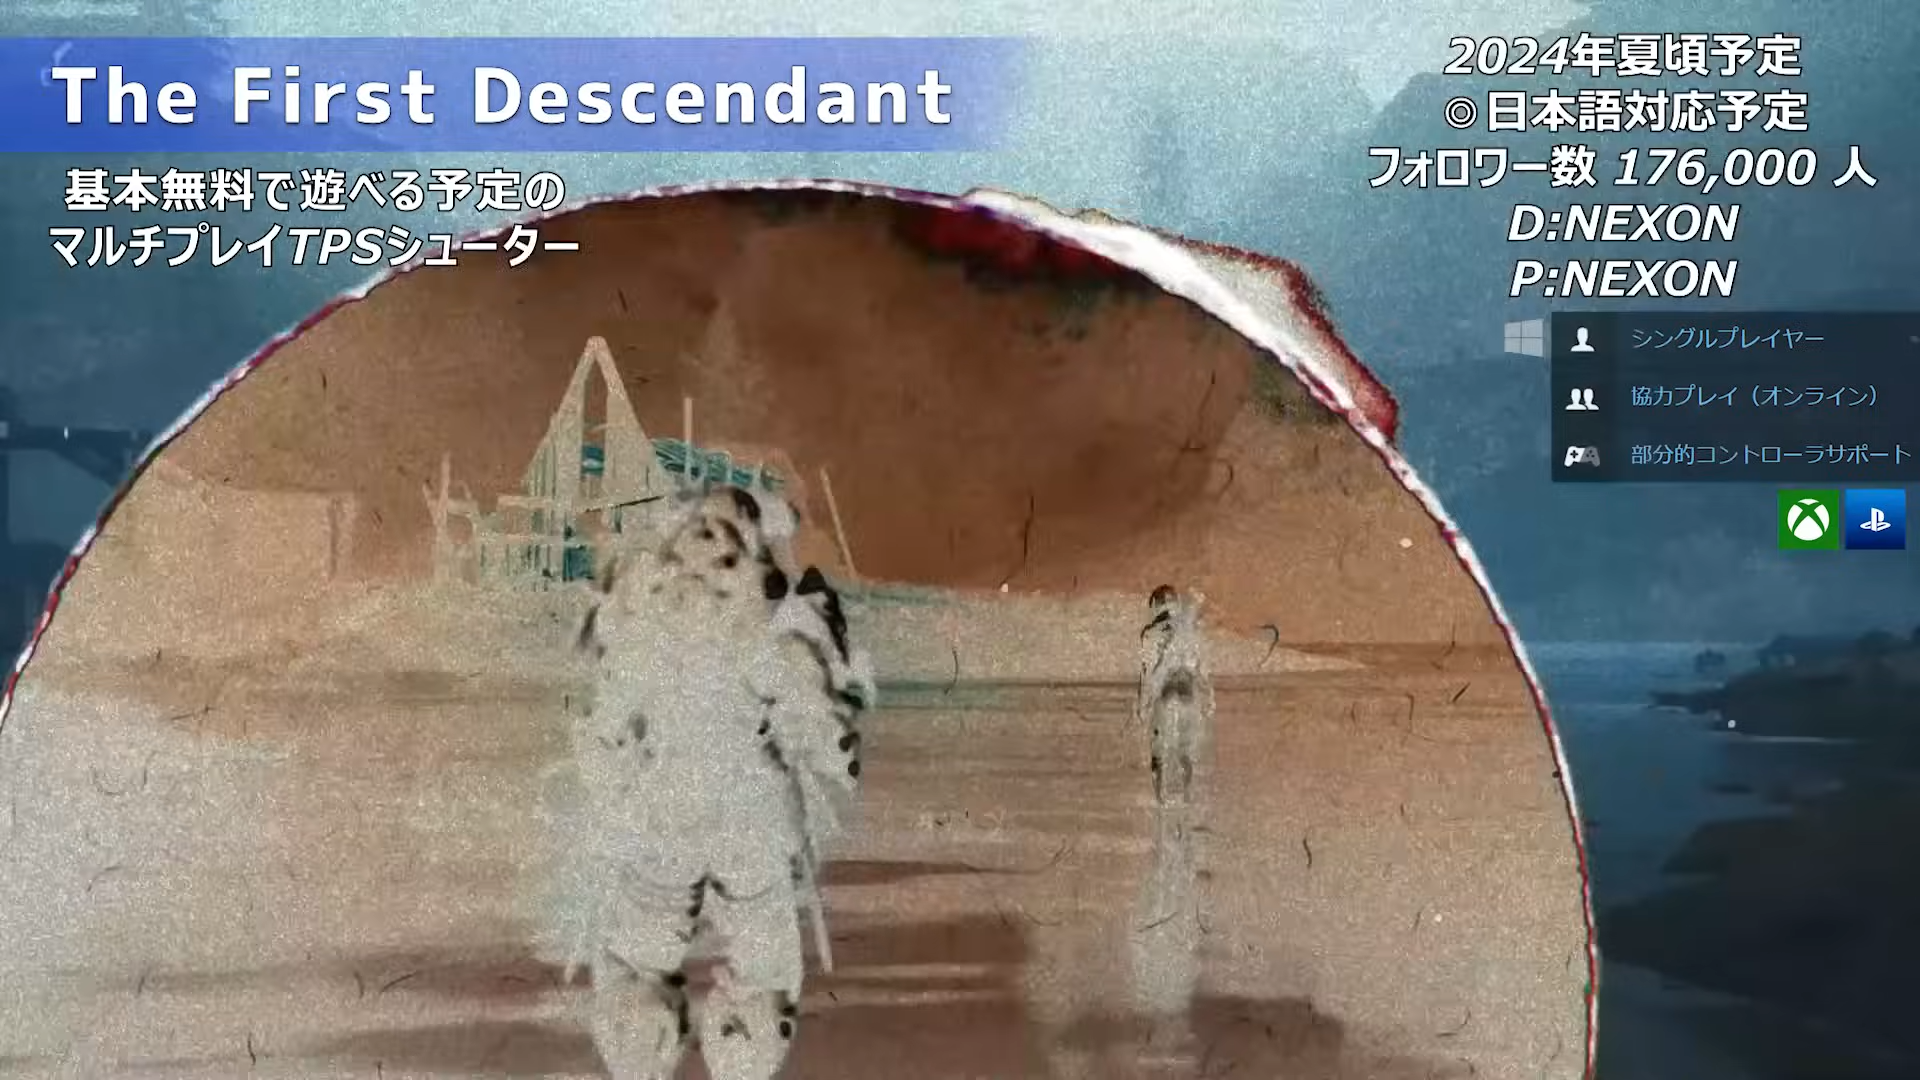 The First Descendant
基本無料で遊べる予定の
マルチプレイTPSシューター
2024年夏頃予定
◎日本語対応予定
フォロワー数 176,000 人
D:NEXON
P:NEXON
シングルプレイヤー
協力プレイ（オンライン）
部分的コントローラサポート